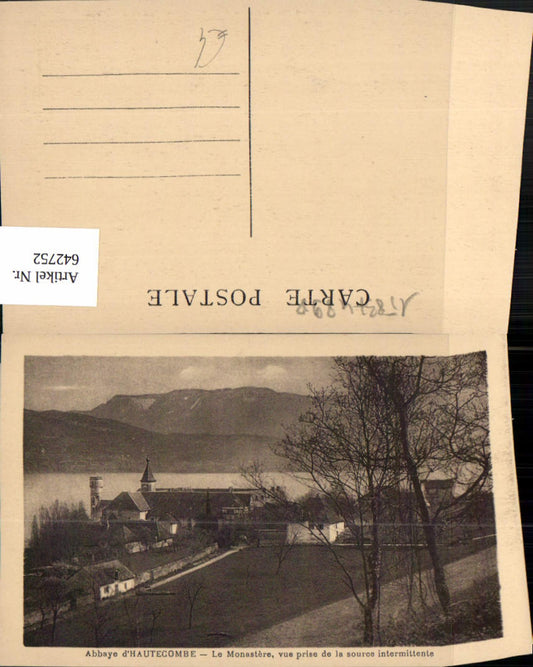 Artikel Nr.
642752
CARTE POSTALE
Abbaye d'HAUTECOMBE — Le Monastère, vue prise de la source intermittente